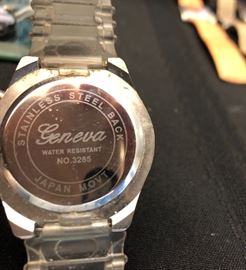 STAINLESS STEEL BACK
Geneva
WATER RESISTANT
NO.3285
JAPAN MOVT